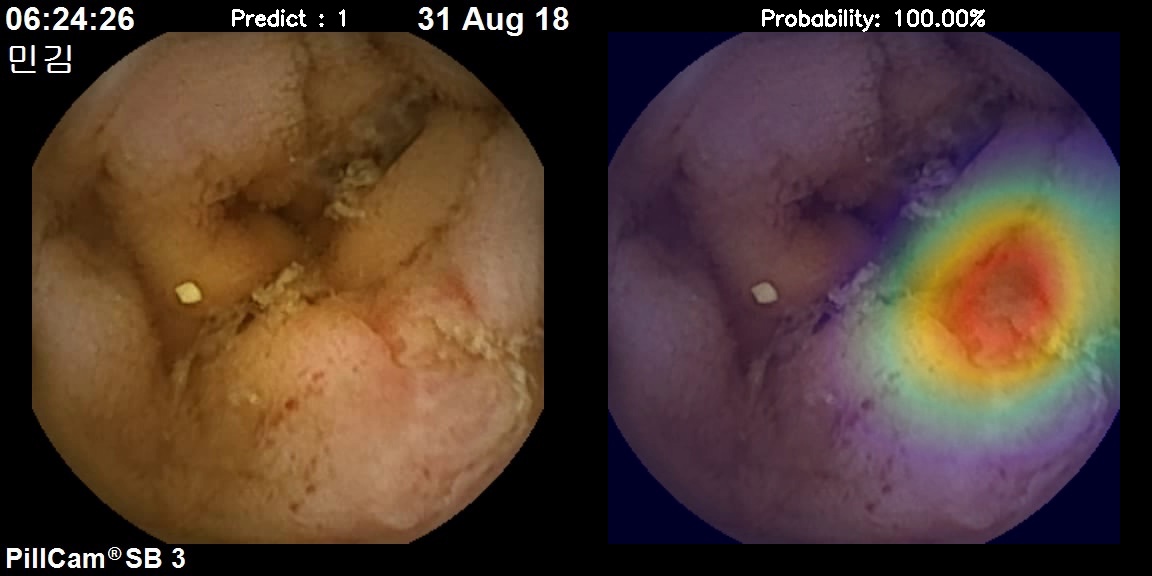 06:24:26
Predict : 1
31 Aug 18
Probability: 100.00%
민김
PillCam® SB 3